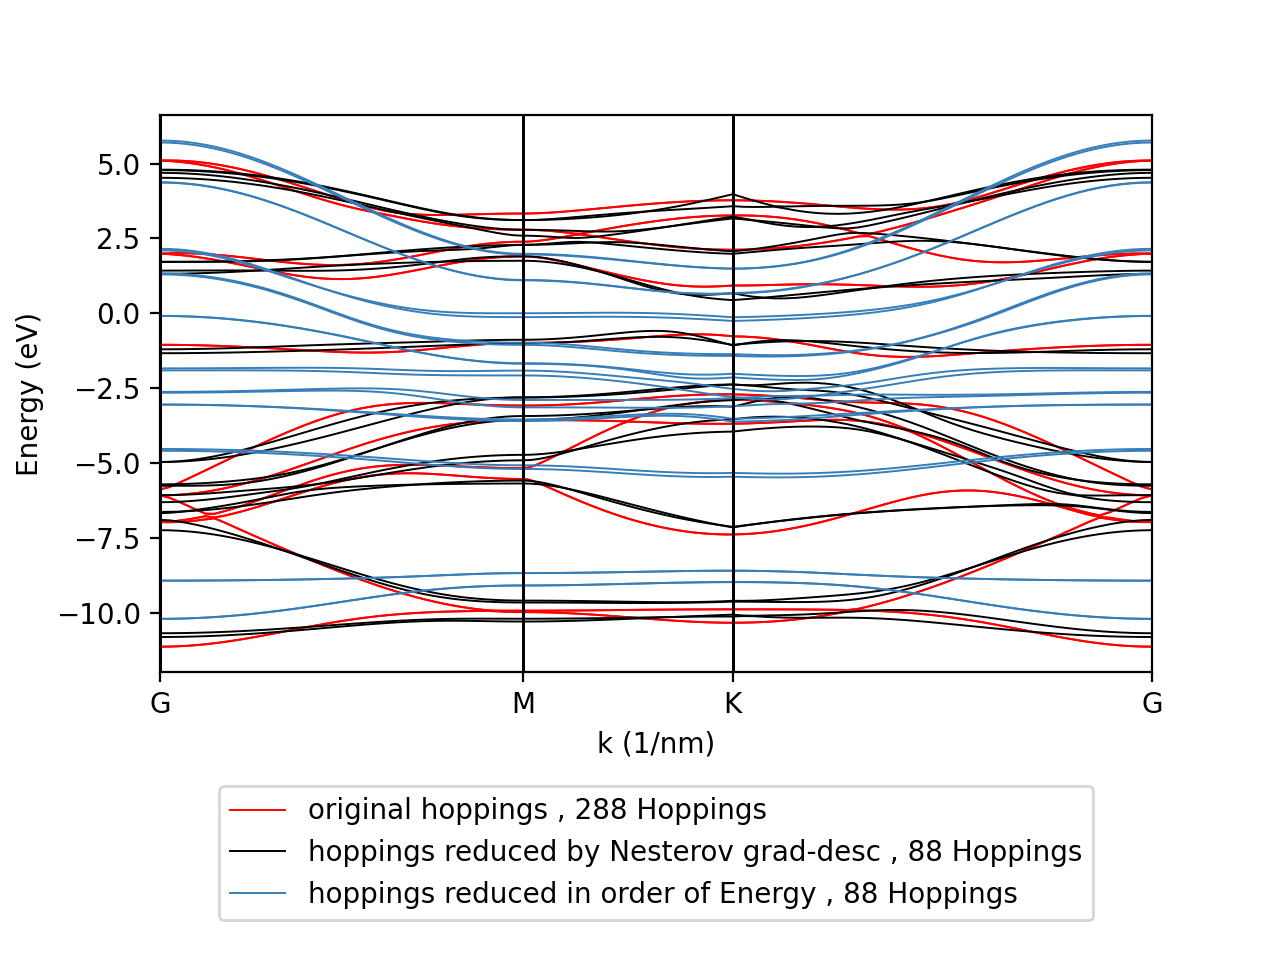 Energy (eV)
5.0
2.5
0.0
−2.5
−5.0
−7.5
−10.0
G M K G
k (1/nm)
original hoppings , 288 Hoppings
hoppings reduced by Nesterov grad-desc , 88 Hoppings
hoppings reduced in order of Energy , 88 Hoppings